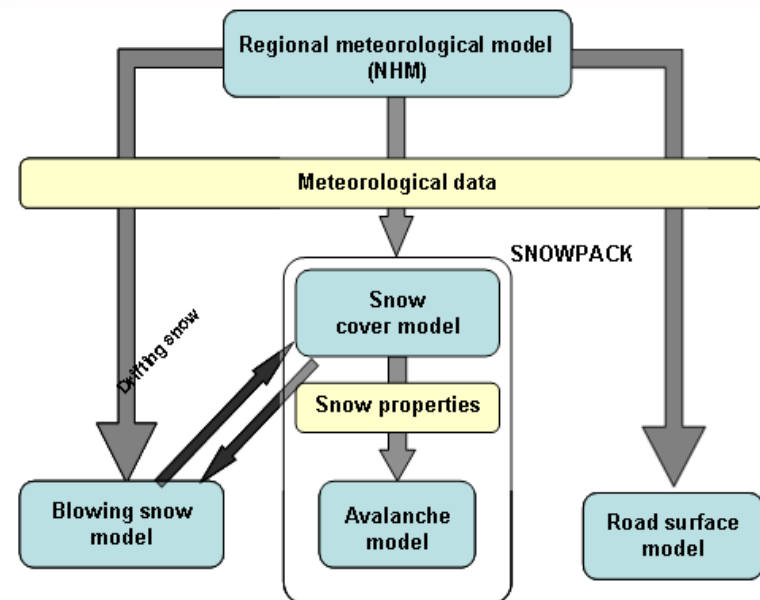 Regional meteorological model
(NHM)
Meteorological data
SNOWPACK
Snow
cover model
Drifting snow
Snow properties
Blowing snow
model
Avalanche
model
Road surface
model